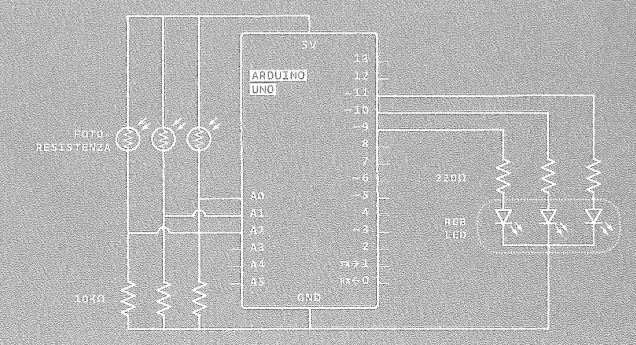 5V
ARDUINO
UNO
13
12
~11
~10
~9
8
7
~6
~5
4
~3
2
TX→1
RX←0
A0
A1
A2
A3
A4
A5
GND
FOTO-
RESISTENZA
10KΩ
220Ω
RGB
LED